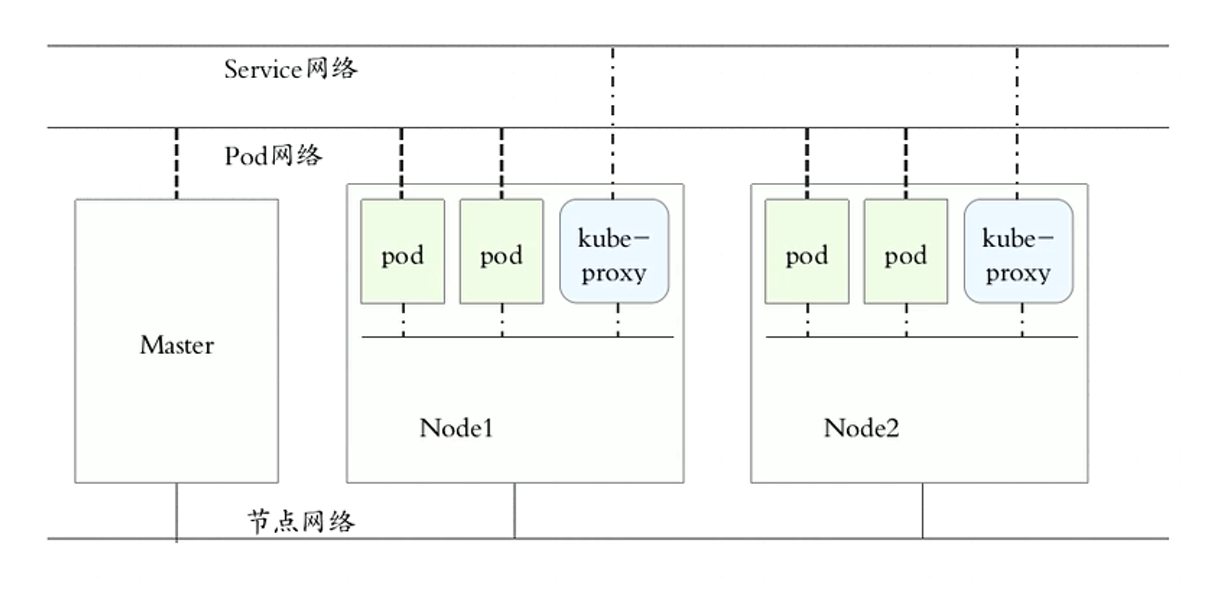 Service网络
Pod网络
Master
pod
pod
kube-
proxy
Node1
pod
pod
kube-
proxy
Node2
节点网络